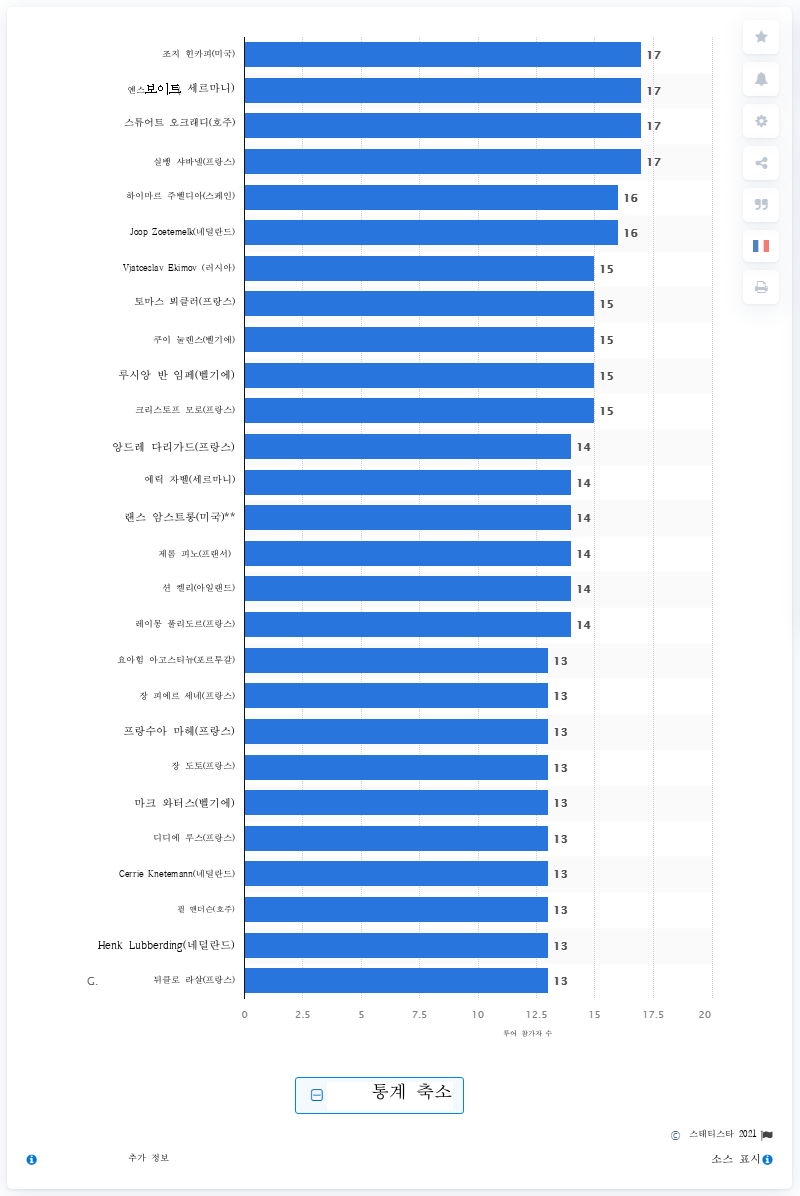 조지 힌카피(미국) 17
옌스보이트 세르마니) 17
스튜어트 오크래디(호주) 17
실뱅 샤바넬(프랑스) 17
하이마르 주벨디아(스페인) 16
Joop Zoetemelk(네덜란드) 16
Vjatceslav Ekimov (러시아) 15
토마스 뵈클러(프랑스) 15
쿠이 눌렌스(벨기에) 15
루시앙 반 임페(벨기에) 15
크리스토프 모로(프랑스) 15
앙드레 다리가드(프랑스) 14
에릭 자벨(세르마니) 14
랜스 암스트롱(미국)** 14
제롬 피노(프랜서) 14
션 켈리(아일랜드) 14
레이몽 풀리도르(프랑스) 14
요아힘 아고스티뉴(포르투갈) 13
장 피에르 세네(프랑스) 13
프랑수아 마헤(프랑스) 13
장 도토(프랑스) 13
마크 와터스(벨기에) 13
디디에 루스(프랑스) 13
Cerrie Knetemann(네덜란드) 13
필 앤더슨(호주) 13
Henk Lubberding(네덜란드) 13
G. 뒤클로 라살(프랑스) 13
0 2.5 5 7.5 10 12.5 15 17.5 20
투어 참가자 수
통계 축소
© 스태티스타 2021
추가 정보
소스 표시